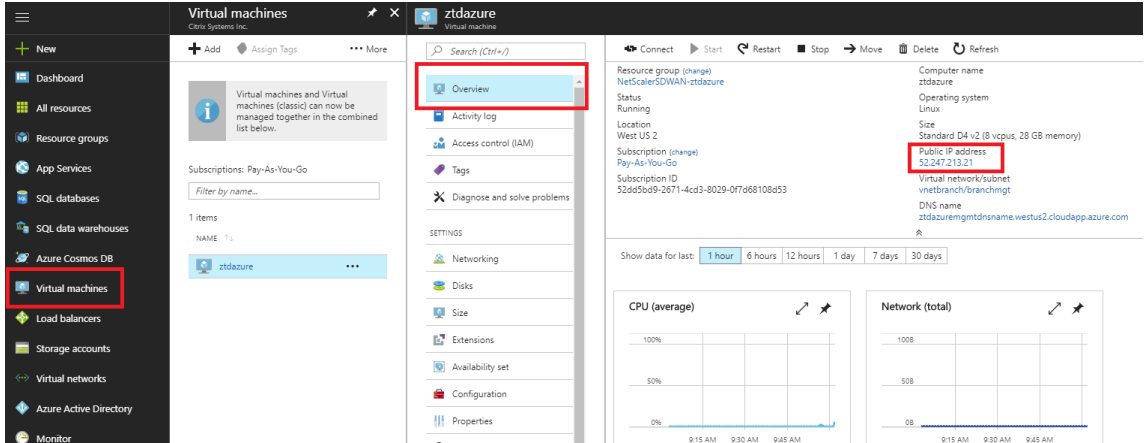 New
Dashboard
All resources
Resource groups
App Services
SQL databases
SQL data warehouses
Azure Cosmos DB
Virtual machines
Load balancers
Storage accounts
Virtual networks
Azure Active Directory
Monitor
Virtual machines
Citrix Systems Inc.
Add
Assign Tags
More
Virtual machines and Virtual
machines (classic) can now be
managed together in the combined
list below.
Subscriptions: Pay-As-You-Go
Filter by name...
1 items
NAME
ztdazure
ztdazure
Virtual machine
Search (Ctrl+/)
Overview
Activity log
Access control (IAM)
Tags
Diagnose and solve problems
SETTINGS
Networking
Disks
Size
Extensions
Availability set
Configuration
Properties
Connect Start Restart Stop Move Delete Refresh
Resource group (change)
NetScalerSDWAN-ztdazure
Status
Running
Location
West US 2
Subscription (change)
Pay-As-You-Go
Subscription ID
52dd5bd9-2671-4cd3-8029-0f7d68108d53
Computer name
ztdazure
Operating system
Linux
Size
Standard D4 v2 (8 vcpus, 28 GB memory)
Public IP address
52.247.213.21
Virtual network/subnet
vnetbranch/branchmgt
DNS name
ztdazuremgmtdnsname.westus2.cloudapp.azure.com
Show data for last: 1 hour 6 hours 12 hours 1 day 7 days 30 days
CPU (average)
100%
50%
0%
9:15 AM 9:30 AM 9:45 AM
Network (total)
100B
50B
0B
9:15 AM 9:30 AM 9:45 AM